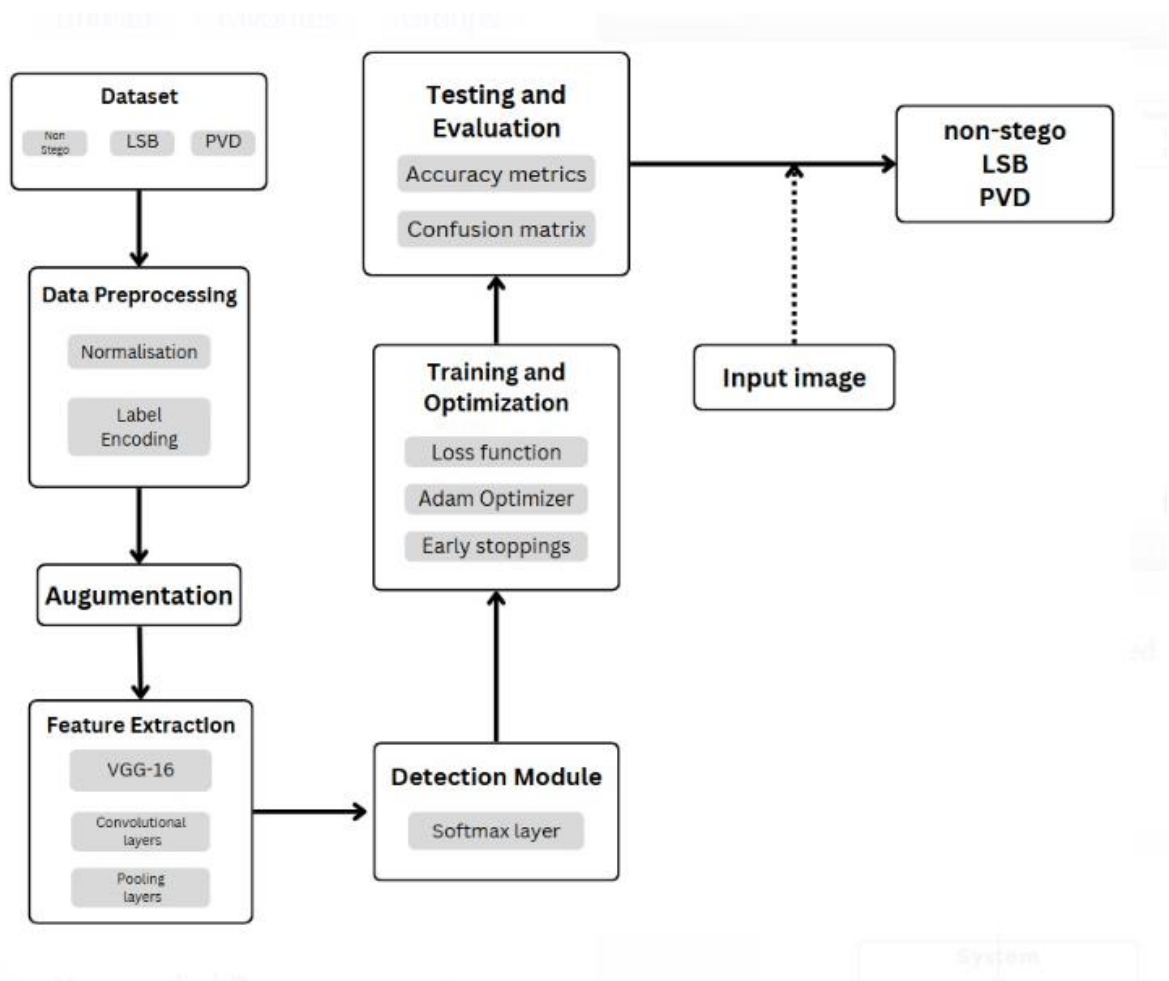 Dataset
Non
Stego
LSB
PVD
Data Preprocessing
Normalisation
Label
Encoding
Augumentation
Feature Extraction
VGG-16
Convolutional
layers
Pooling
layers
Detection Module
Softmax layer
Training and
Optimization
Loss function
Adam Optimizer
Early stoppings
Testing and
Evaluation
Accuracy metrics
Confusion matrix
Input image
non-stego
LSB
PVD
System